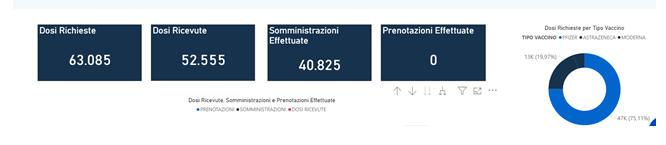 Dosi Richieste
63.085
Dosi Ricevute
52.555
Somministrazioni
Effettuate
40.825
Prenotazioni Effettuate
0
Dosi Ricevute, Somministrazioni e Prenotazioni Effettuate
PRENOTAZIONI SOMMINISTRAZIONI DOSI RICEVUTE
Dosi Richieste per Tipo Vaccino
TIPO VACCINO PFIZER ASTRAZENECA MODERNA
13K (19,97%)
47K (75,11%)